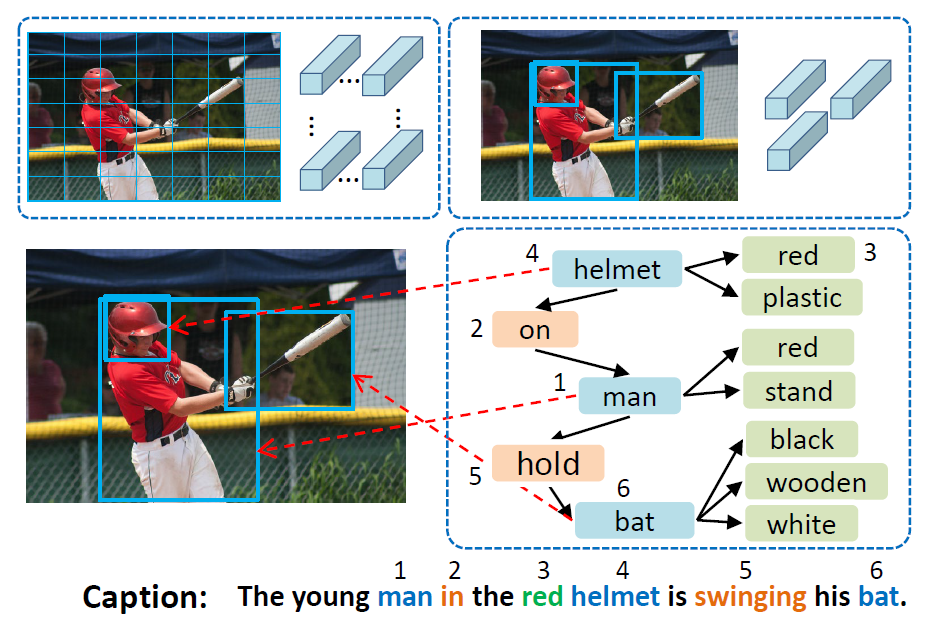 4
helmet
red
3
plastic
2
on
red
1
man
stand
black
hold
5
6
wooden
bat
white
1 2 3 4 5 6
Caption: The young man in the red helmet is swinging his bat.